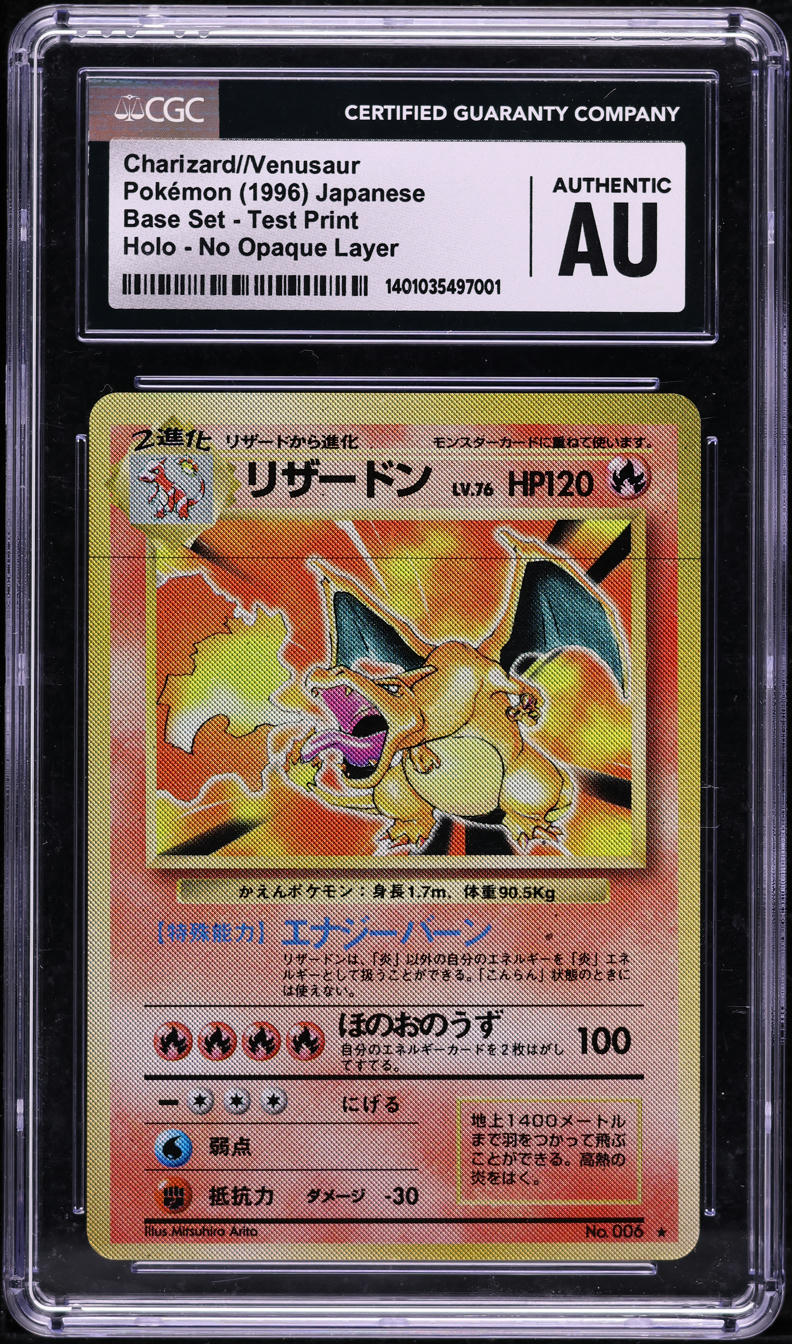 CGC
CERTIFIED GUARANTY COMPANY
Charizard//Venusaur
Pokémon (1996) Japanese
Base Set - Test Print
Holo - No Opaque Layer
1401035497001
AUTHENTIC
AU
2進化 リザードから進化 モンスターカードに重ねて使います。
リザードン LV.76 HP120
かえんポケモン：身長1.7m、体重90.5Kg
［特殊能力］ エナジーバーン
リザードンは、「炎」以外の自分のエネルギーを「炎」エネ
ルギーとして扱うことができる。「こんらん」状態のときに
は使えない。
ほのおのうず 100
自分のエネルギーカードを2枚はがし
てすてる。
にげる
弱点
抵抗力 ダメージ -30
地上1400メートル
まで羽をつかって飛ぶ
ことができる。高熱の
炎をはく。
Illus. Mitsuhiro Arita No. 006 ★